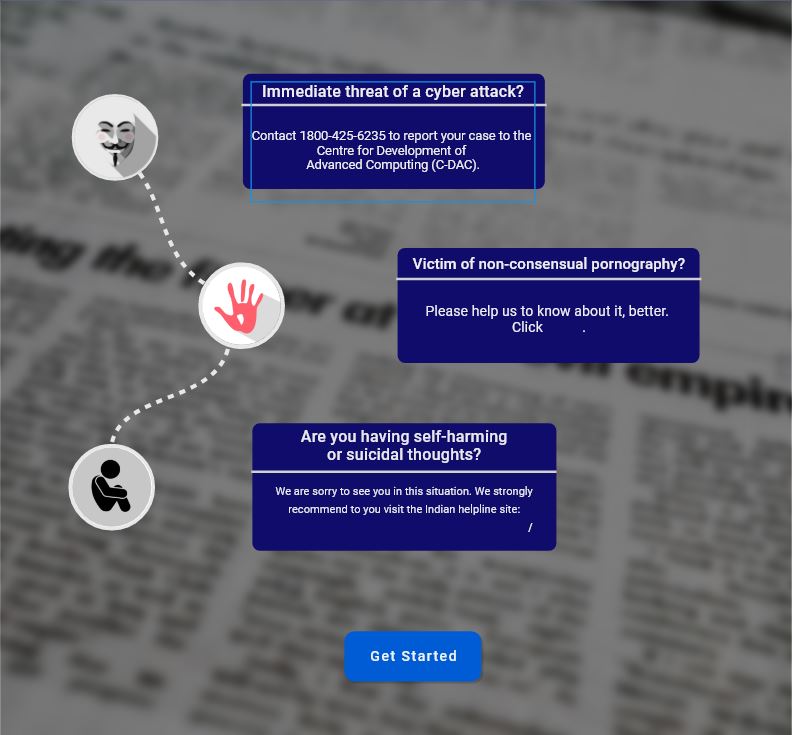 Immediate threat of a cyber attack?
Contact 1800-425-6235 to report your case to the
Centre for Development of
Advanced Computing (C-DAC).
Victim of non-consensual pornography?
Please help us to know about it, better.
Click .
Are you having self-harming
or suicidal thoughts?
We are sorry to see you in this situation. We strongly
recommend to you visit the Indian helpline site:
/
Get Started